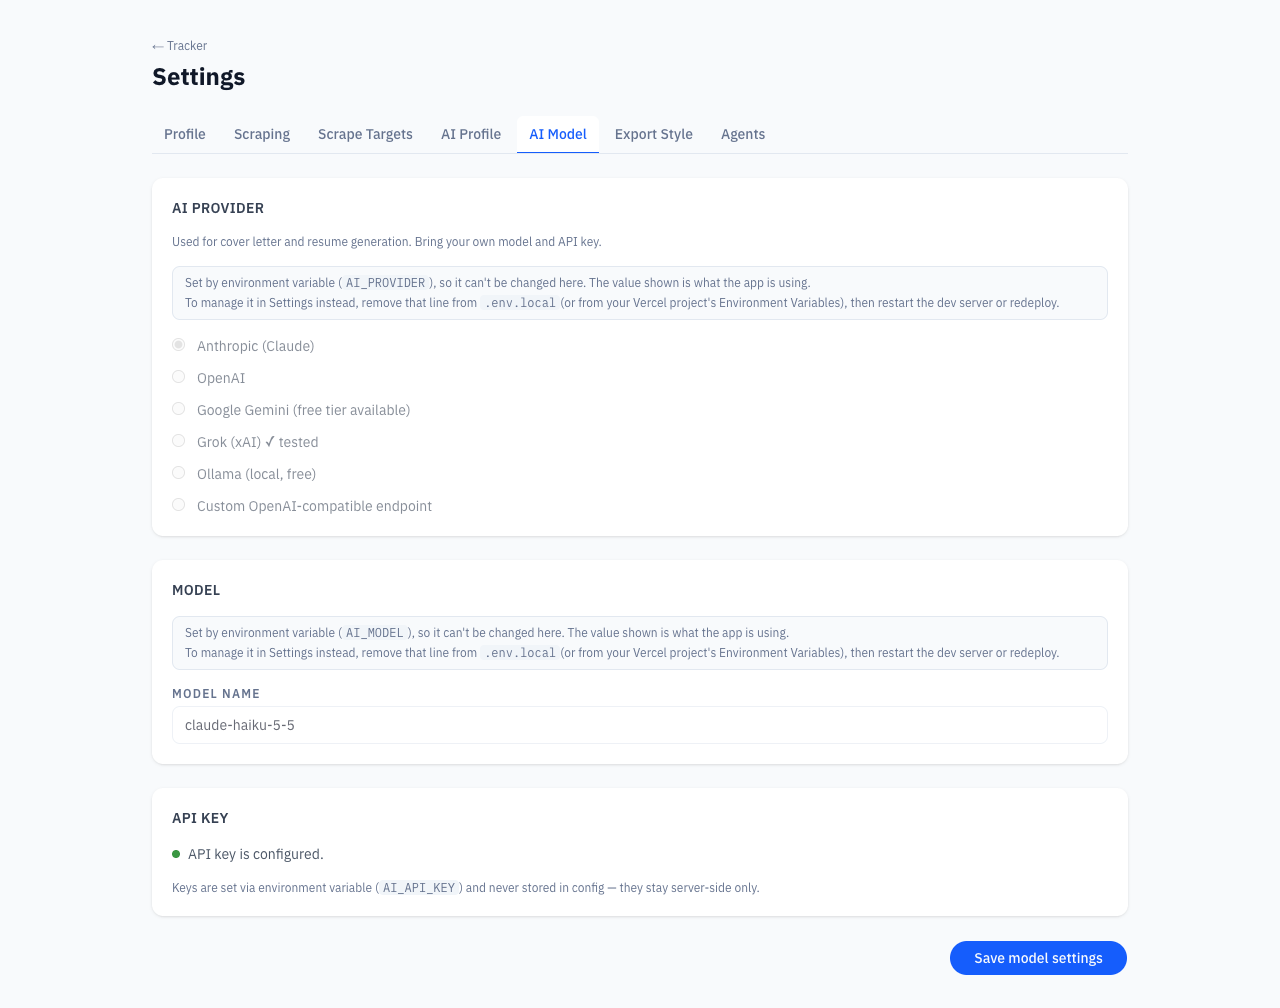 ← Tracker
Settings
Profile Scraping Scrape Targets AI Profile AI Model Export Style Agents
AI PROVIDER
Used for cover letter and resume generation. Bring your own model and API key.
Set by environment variable ( AI_PROVIDER ), so it can't be changed here. The value shown is what the app is using.
To manage it in Settings instead, remove that line from .env.local (or from your Vercel project's Environment Variables), then restart the dev server or redeploy.
Anthropic (Claude)
OpenAI
Google Gemini (free tier available)
Grok (xAI) ✓ tested
Ollama (local, free)
Custom OpenAI-compatible endpoint
MODEL
Set by environment variable ( AI_MODEL ), so it can't be changed here. The value shown is what the app is using.
To manage it in Settings instead, remove that line from .env.local (or from your Vercel project's Environment Variables), then restart the dev server or redeploy.
MODEL NAME
claude-haiku-5-5
API KEY
API key is configured.
Keys are set via environment variable ( AI_API_KEY ) and never stored in config — they stay server-side only.
Save model settings